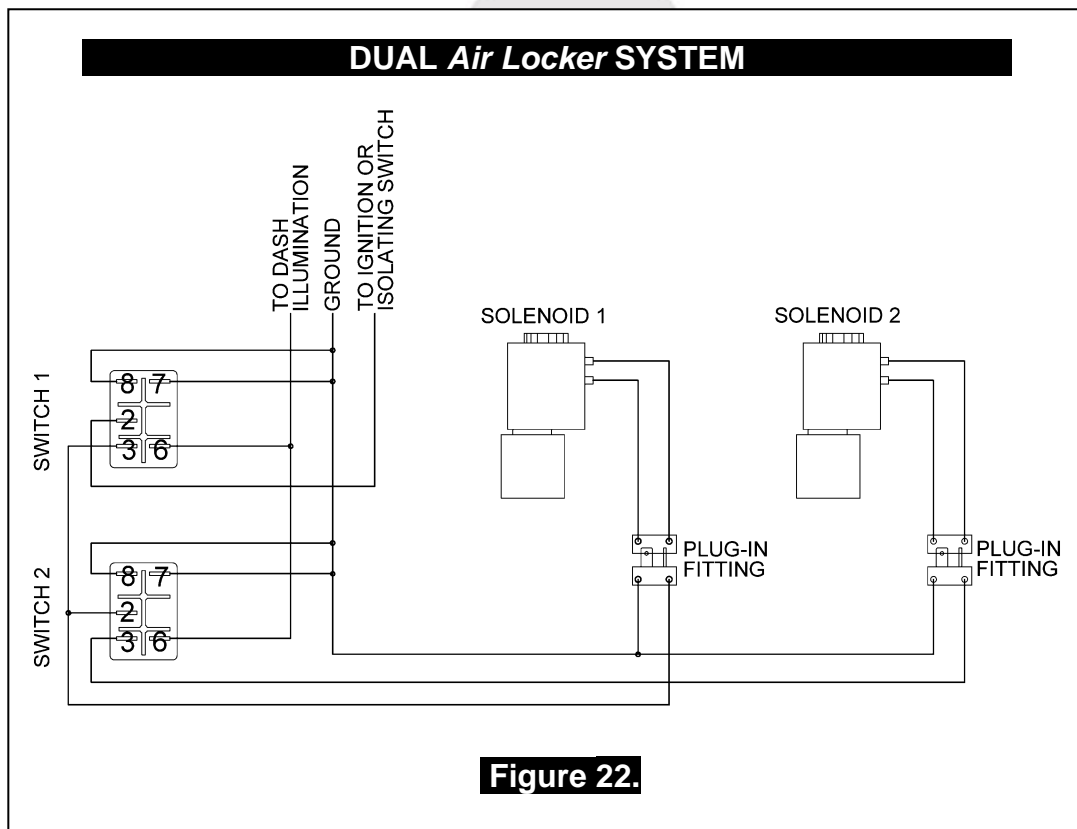 DUAL Air Locker SYSTEM
TO DASH
ILLUMINATION
GROUND
TO IGNITION OR
ISOLATING SWITCH
SOLENOID 1
SOLENOID 2
SWITCH 1
8 7
2
3 6
SWITCH 2
8 7
2
3 6
PLUG-IN
FITTING
PLUG-IN
FITTING
Figure 22.